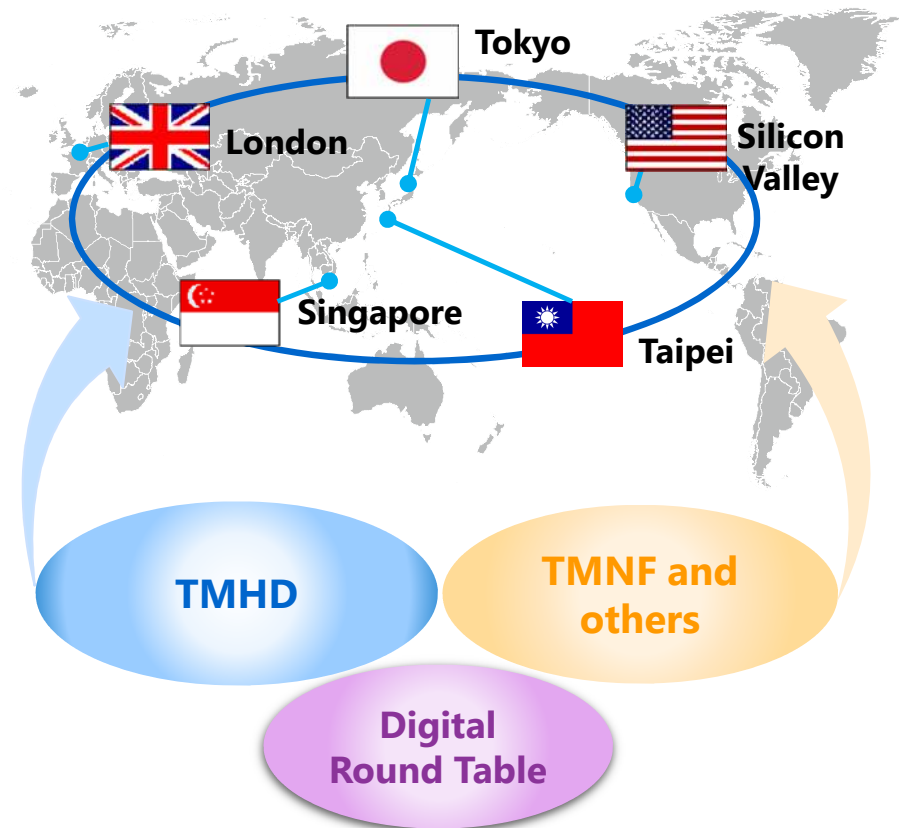 Tokyo
London
Silicon
Valley
Singapore
Taipei
TMHD
TMNF and
others
Digital
Round Table